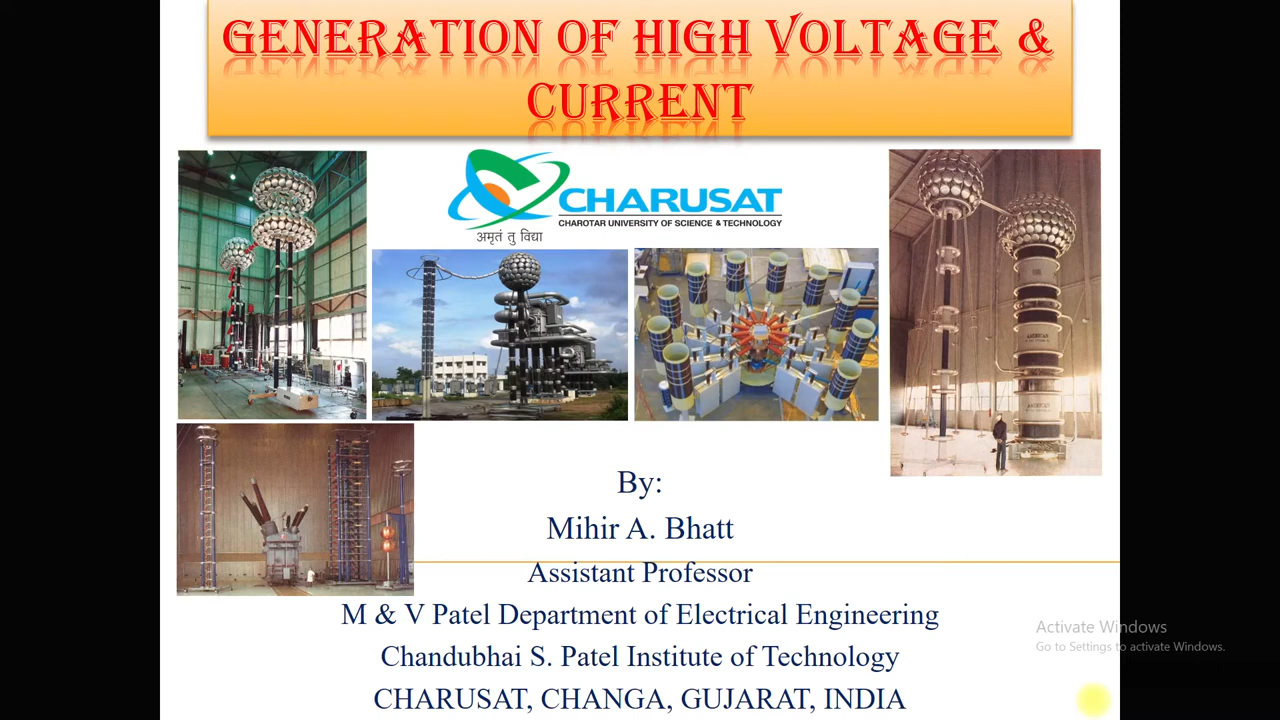 GENERATION OF HIGH VOLTAGE &
CURRENT
CHARUSAT
CHAROTAR UNIVERSITY OF SCIENCE & TECHNOLOGY
अमृतं तु विद्या
AMERICAN
AMERICAN
By:
Mihir A. Bhatt
Assistant Professor
M & V Patel Department of Electrical Engineering
Chandubhai S. Patel Institute of Technology
CHARUSAT, CHANGA, GUJARAT, INDIA
Activate Windows
Go to Settings to activate Windows.